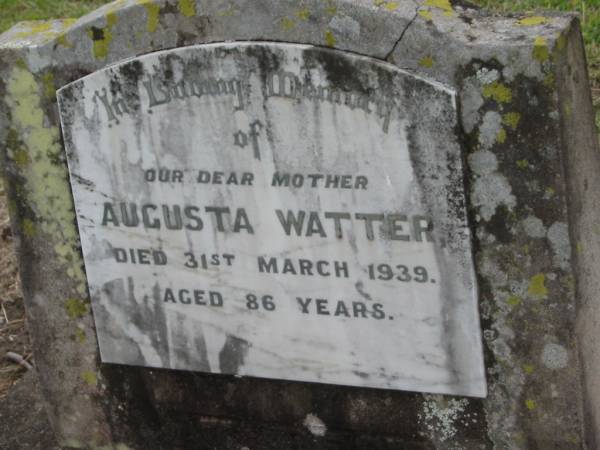 In Loving Memory
of
OUR DEAR MOTHER
AUGUSTA WATTER,
DIED 31ST MARCH 1939.
AGED 86 YEARS.